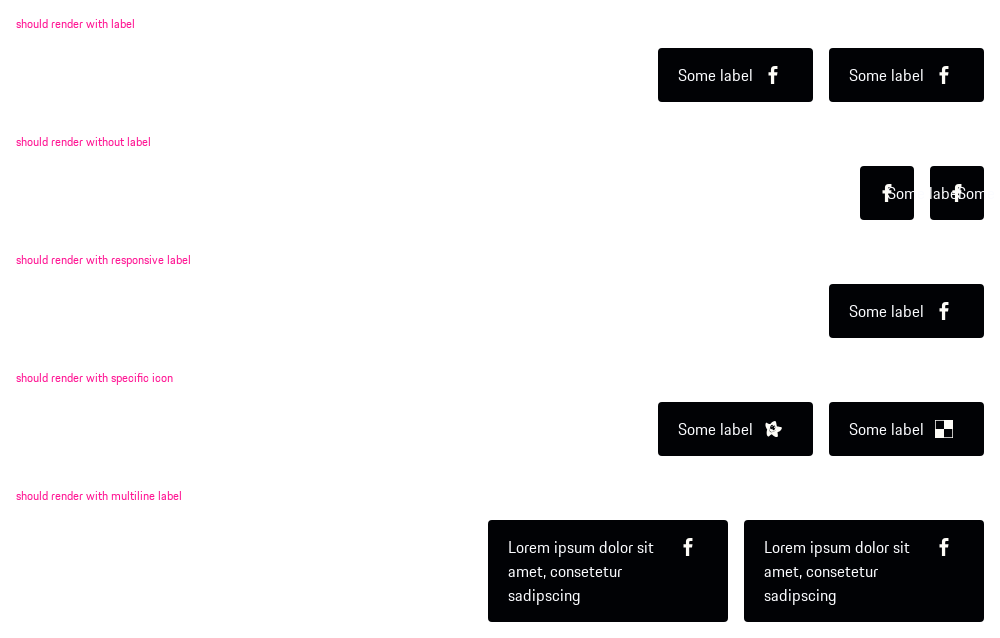 should render with label
Some label Some label
should render without label
Some label Som
should render with responsive label
Some label
should render with specific icon
Some label Some label
should render with multiline label
Lorem ipsum dolor sit
amet, consetetur
sadipscing
Lorem ipsum dolor sit
amet, consetetur
sadipscing